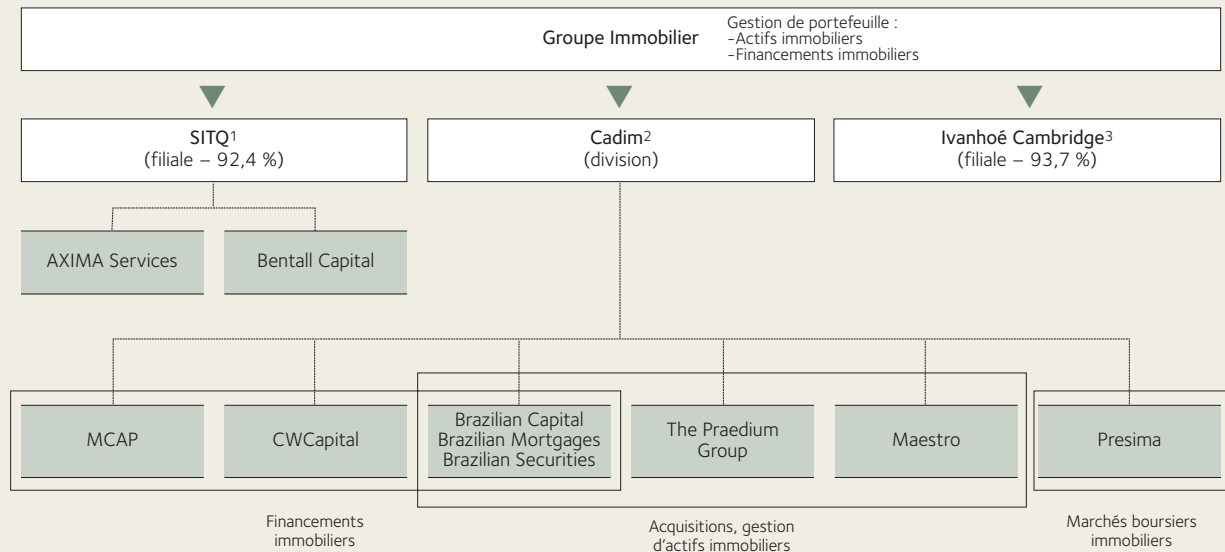 Groupe Immobilier
Gestion de portefeuille :
-Actifs immobiliers
-Financements immobiliers
SITQ1
(filiale – 92,4 %)
Cadim2
(division)
Ivanhoé Cambridge3
(filiale – 93,7 %)
AXIMA Services
Bentall Capital
MCAP
CWCapital
Brazilian Capital
Brazilian Mortgages
Brazilian Securities
The Praedium
Group
Maestro
Presima
Financements
immobiliers
Acquisitions, gestion
d'actifs immobiliers
Marchés boursiers
immobiliers